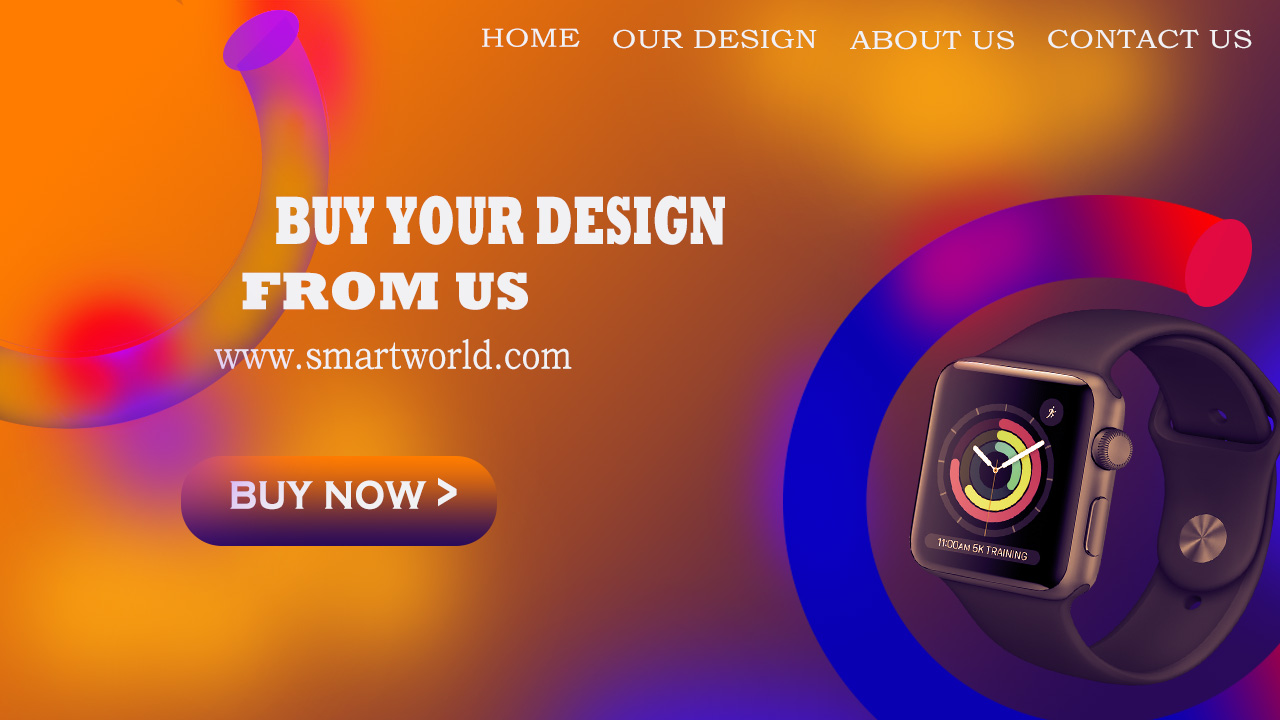 HOME OUR DESIGN ABOUT US CONTACT US
BUY YOUR DESIGN
FROM US
www.smartworld.com
BUY NOW >
11:00AM 5K TRAINING